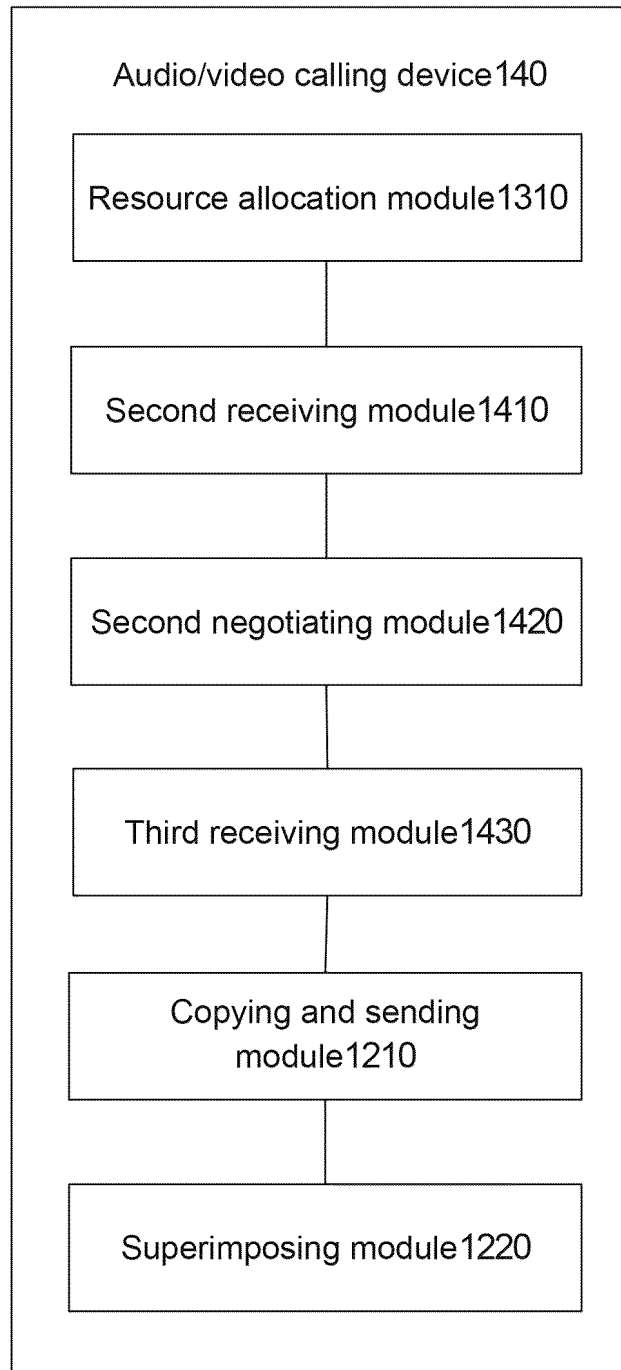 Audio/video calling device140
Resource allocation module1310
Second receiving module1410
Second negotiating module1420
Third receiving module1430
Copying and sending
module1210
Superimposing module1220